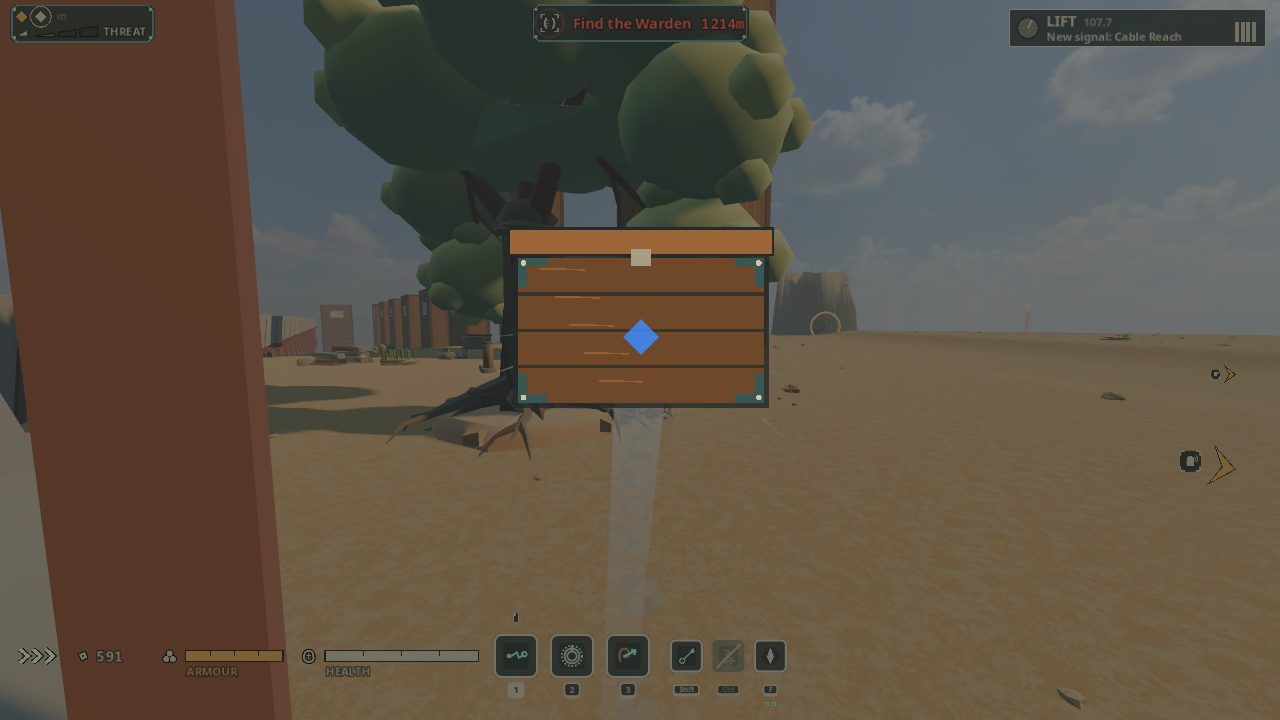 THREAT
Find the Warden 1214m
LIFT 107.7
New signal: Cable Reach
591
ARMOUR
HEALTH
1
2
3
Shift
Ctrl
F